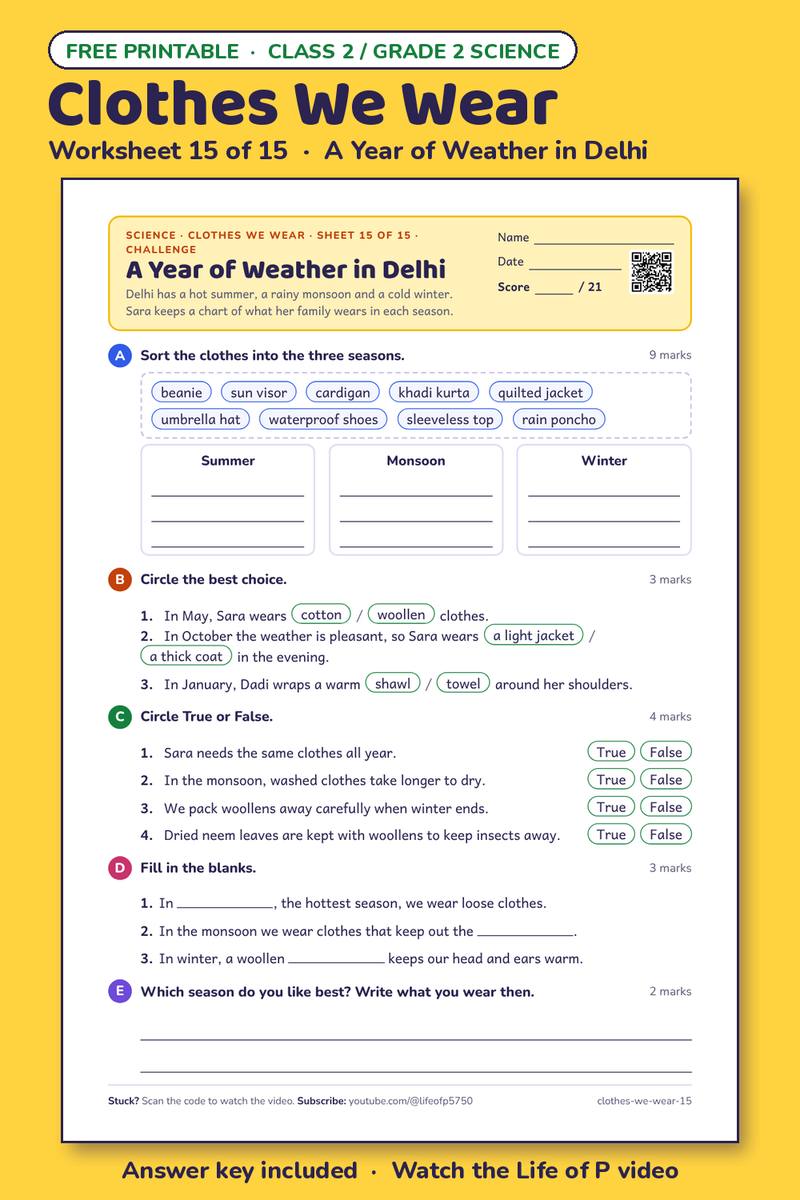 FREE PRINTABLE · CLASS 2 / GRADE 2 SCIENCE
Clothes We Wear
Worksheet 15 of 15 · A Year of Weather in Delhi
SCIENCE · CLOTHES WE WEAR · SHEET 15 OF 15 ·
CHALLENGE
A Year of Weather in Delhi
Delhi has a hot summer, a rainy monsoon and a cold winter.
Sara keeps a chart of what her family wears in each season.
Name
Date
Score / 21
A Sort the clothes into the three seasons. 9 marks
beanie sun visor cardigan khadi kurta quilted jacket
umbrella hat waterproof shoes sleeveless top rain poncho
Summer Monsoon Winter
B Circle the best choice. 3 marks
1. In May, Sara wears cotton / woollen clothes.
2. In October the weather is pleasant, so Sara wears a light jacket /
a thick coat in the evening.
3. In January, Dadi wraps a warm shawl / towel around her shoulders.
C Circle True or False. 4 marks
1. Sara needs the same clothes all year. True False
2. In the monsoon, washed clothes take longer to dry. True False
3. We pack woollens away carefully when winter ends. True False
4. Dried neem leaves are kept with woollens to keep insects away. True False
D Fill in the blanks. 3 marks
1. In ____________, the hottest season, we wear loose clothes.
2. In the monsoon we wear clothes that keep out the ____________.
3. In winter, a woollen ____________ keeps our head and ears warm.
E Which season do you like best? Write what you wear then. 2 marks
Stuck? Scan the code to watch the video. Subscribe: youtube.com/@lifeofp5750 clothes-we-wear-15
Answer key included · Watch the Life of P video